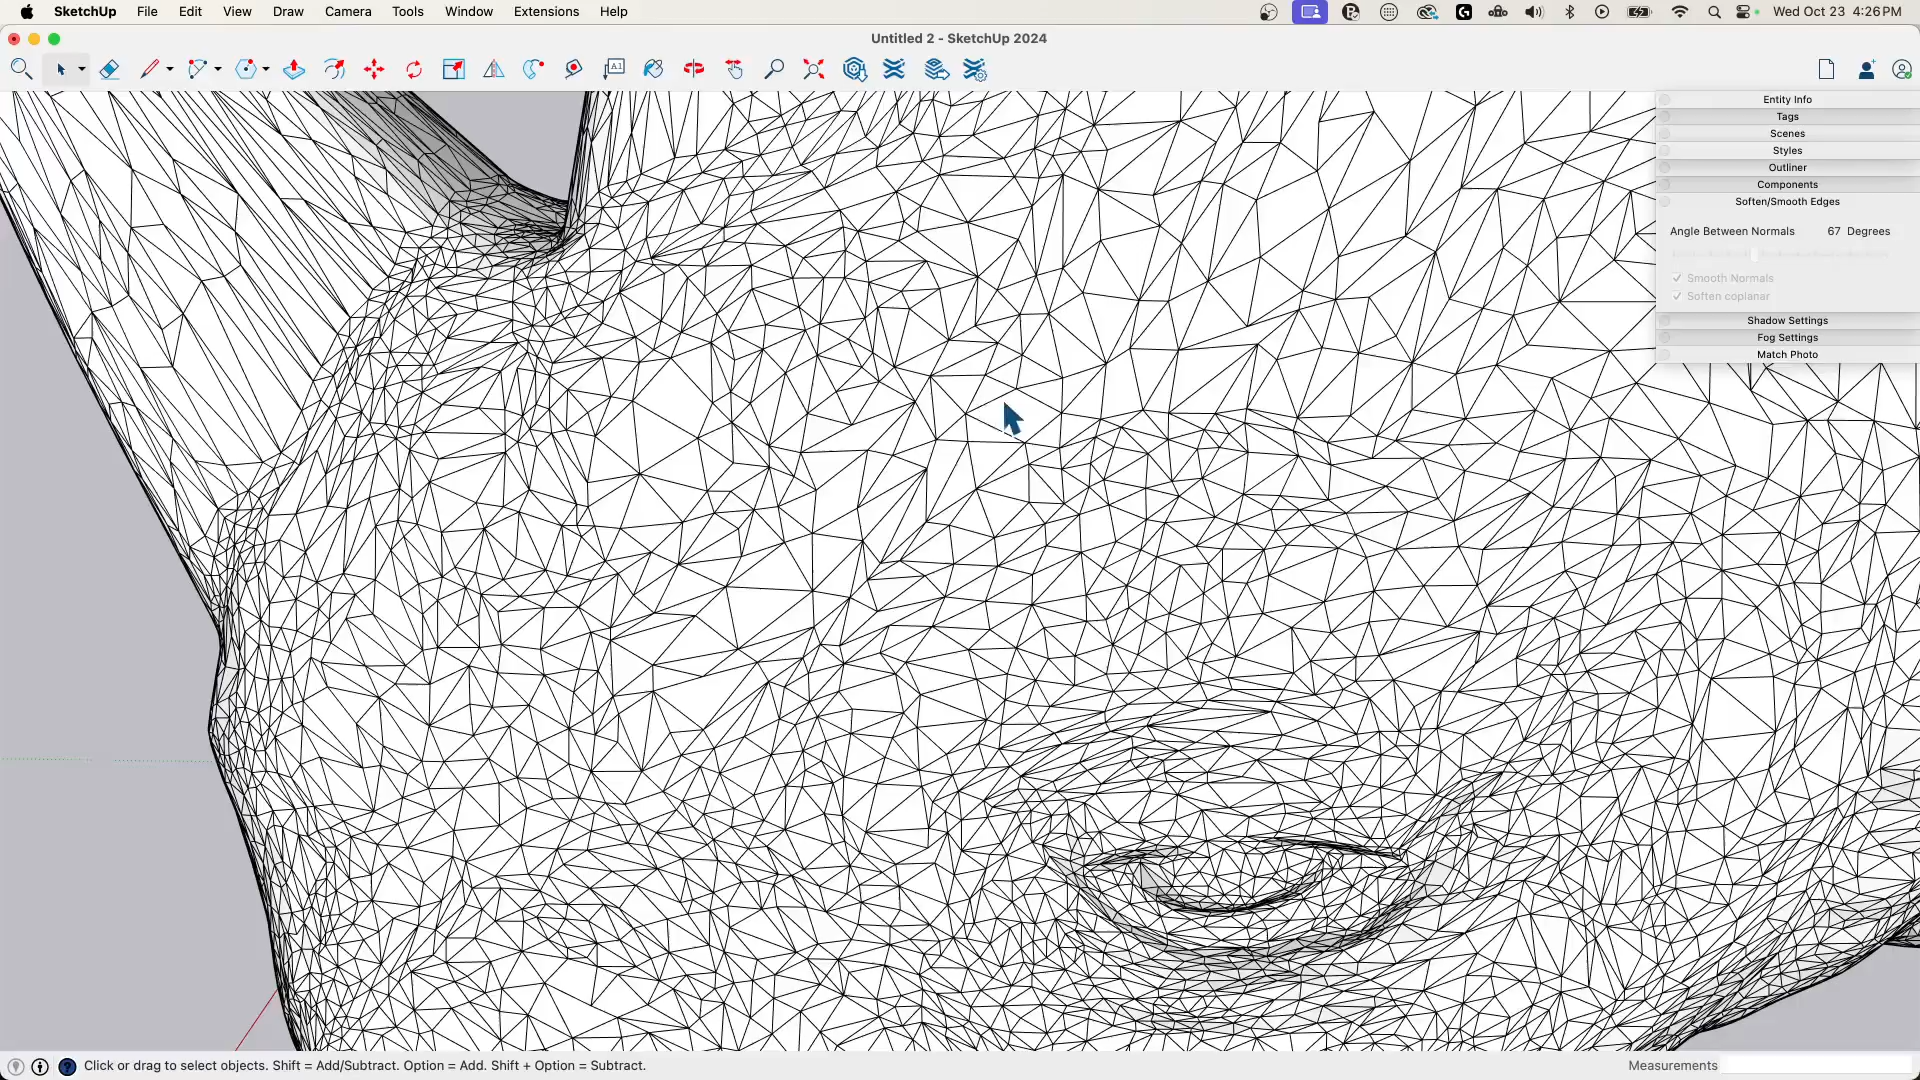 SketchUp File Edit View Draw Camera Tools Window Extensions Help Wed Oct 23 4:26 PM
Untitled 2 - SketchUp 2024
A1
Entity Info
Tags
Scenes
Styles
Outliner
Components
Soften/Smooth Edges
Angle Between Normals 67 Degrees
Smooth Normals
Soften coplanar
Shadow Settings
Fog Settings
Match Photo
Click or drag to select objects. Shift = Add/Subtract. Option = Add. Shift + Option = Subtract. Measurements